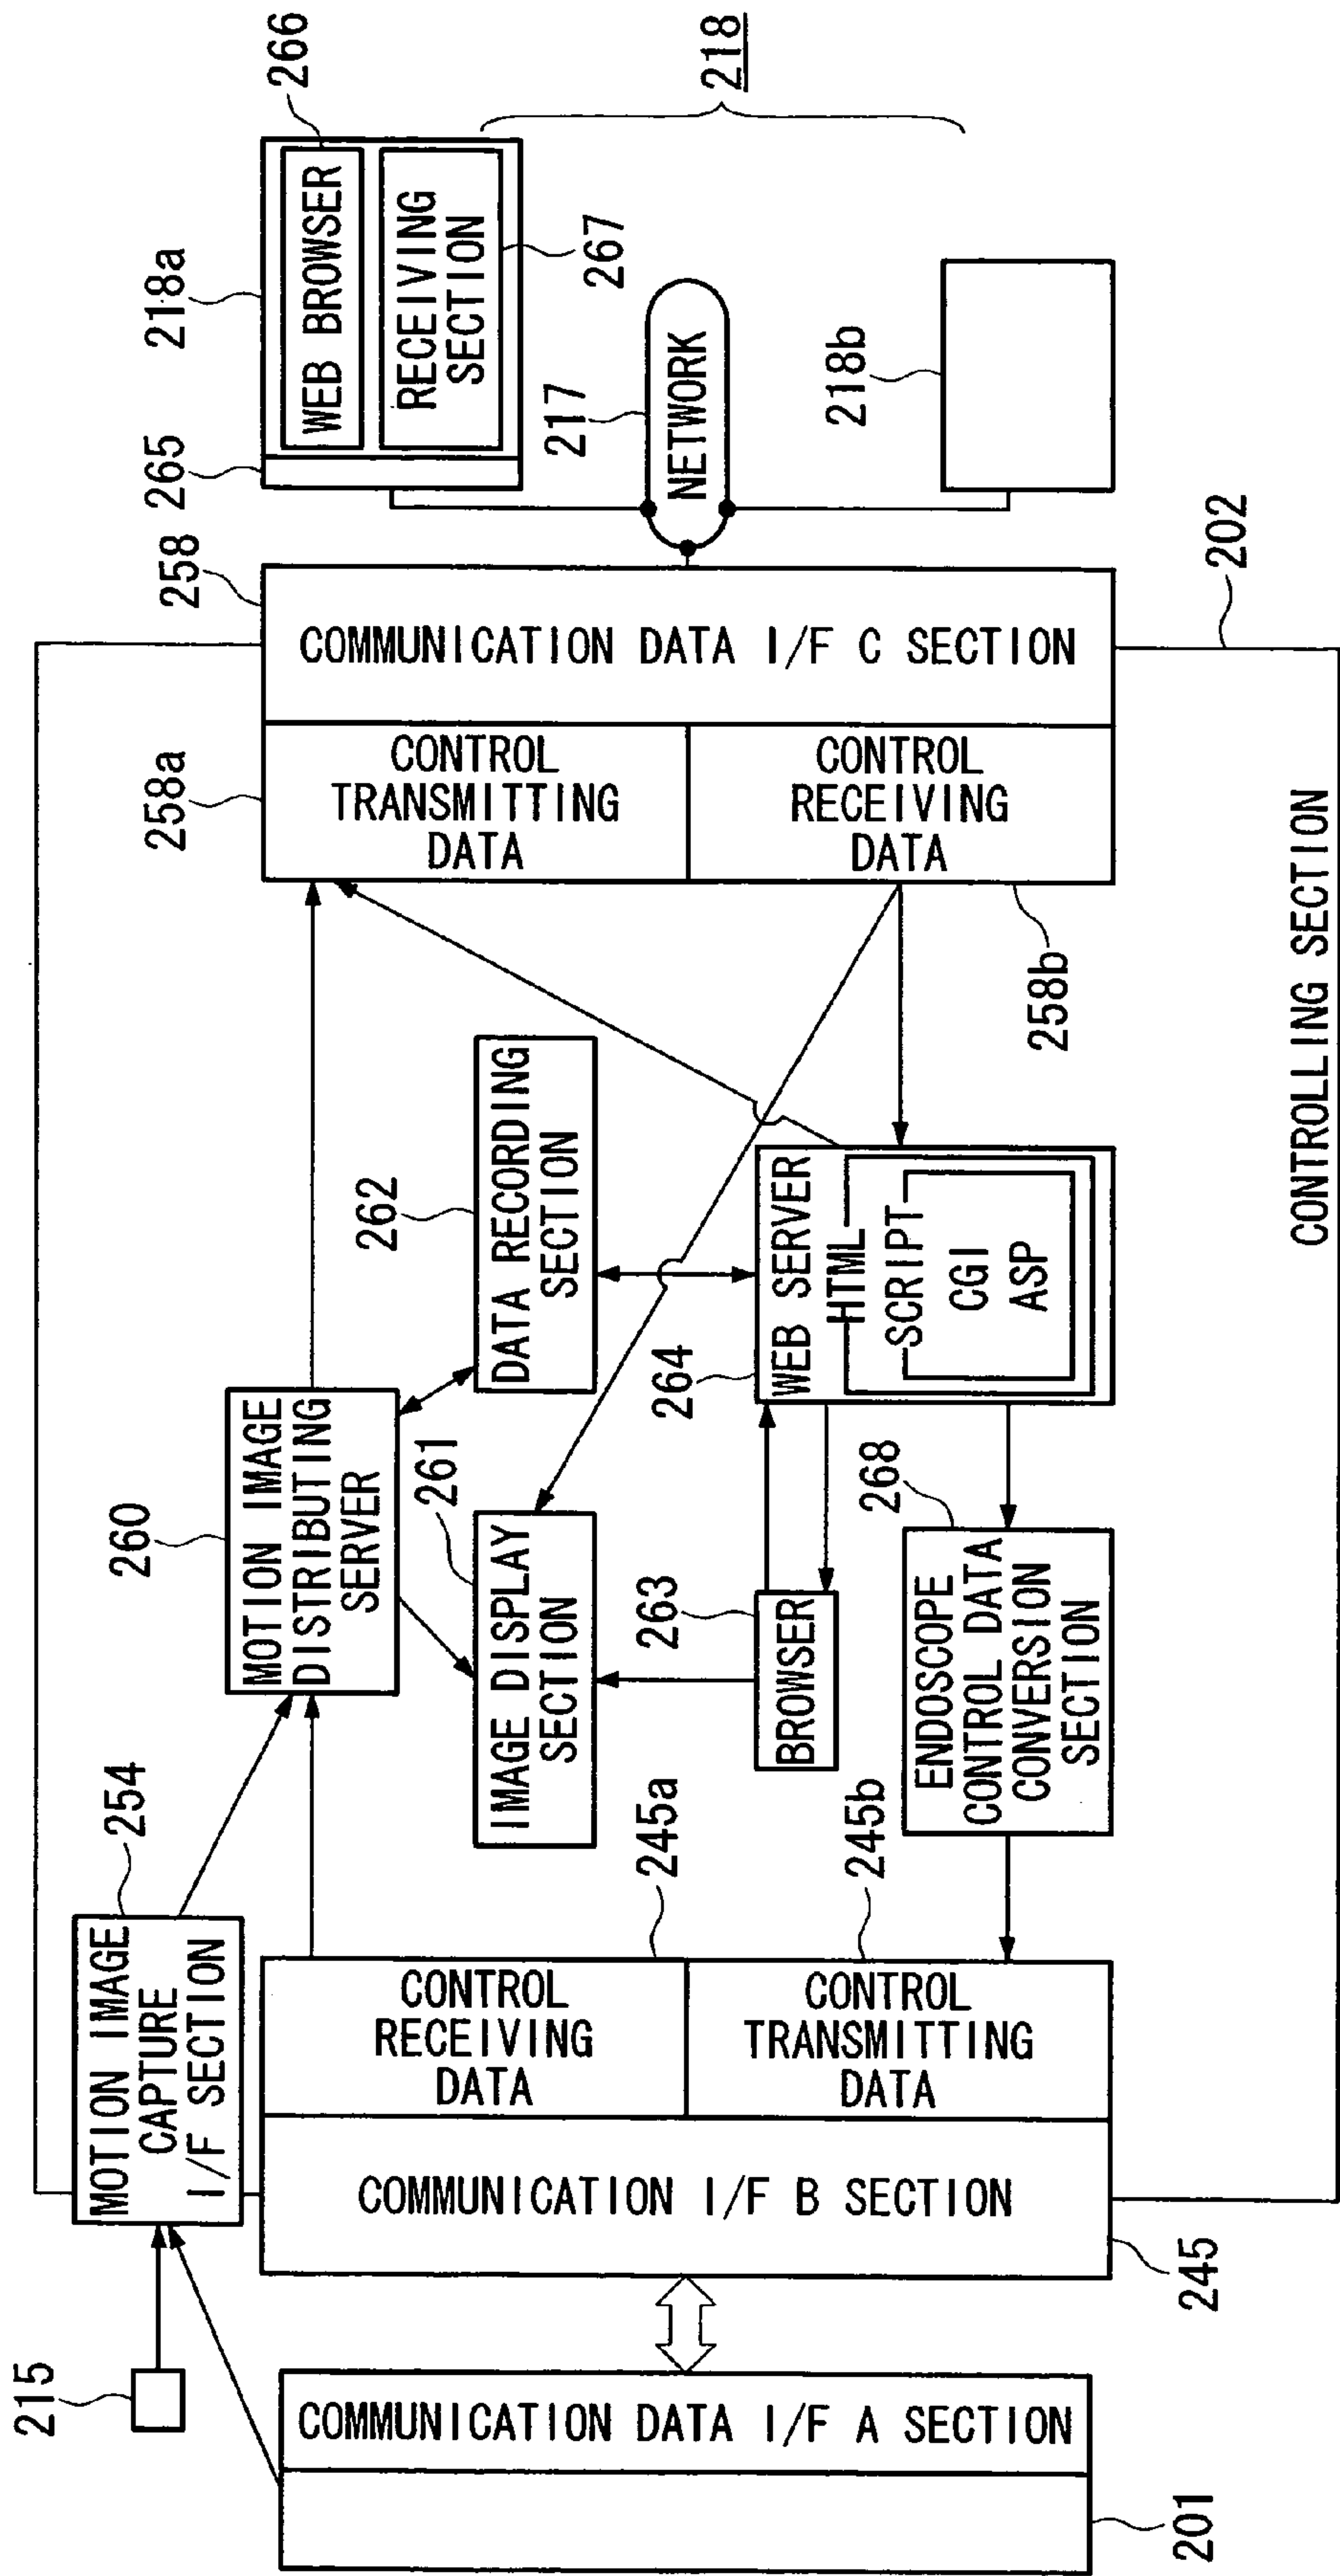 215
201
COMMUNICATION DATA I/F A SECTION
254
MOTION IMAGE
CAPTURE
I/F SECTION
245
COMMUNICATION I/F B SECTION
CONTROL
RECEIVING
DATA
245a
CONTROL
TRANSMITTING
DATA
245b
260
MOTION IMAGE
DISTRIBUTING
SERVER
261
IMAGE DISPLAY
SECTION
262
DATA RECORDING
SECTION
263
BROWSER
264
WEB SERVER
HTML
SCRIPT
CGI
ASP
268
ENDOSCOPE
CONTROL DATA
CONVERSION
SECTION
258a
CONTROL
TRANSMITTING
DATA
CONTROL
RECEIVING
DATA
258b
258
COMMUNICATION DATA I/F C SECTION
202
CONTROLLING SECTION
265
218a
266
WEB BROWSER
RECEIVING
SECTION
267
217
NETWORK
218b
218